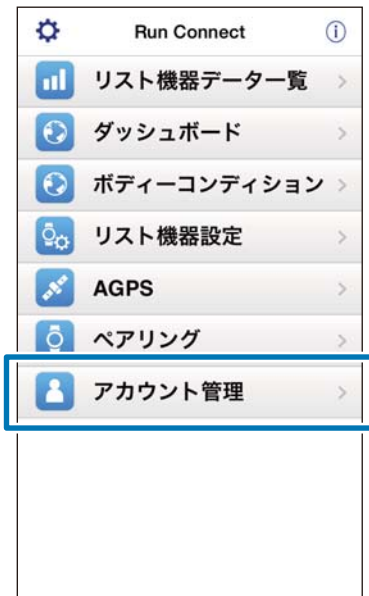 Run Connect
リスト機器データ一覧
ダッシュボード
ボディーコンディション
リスト機器設定
AGPS
ペアリング
アカウント管理